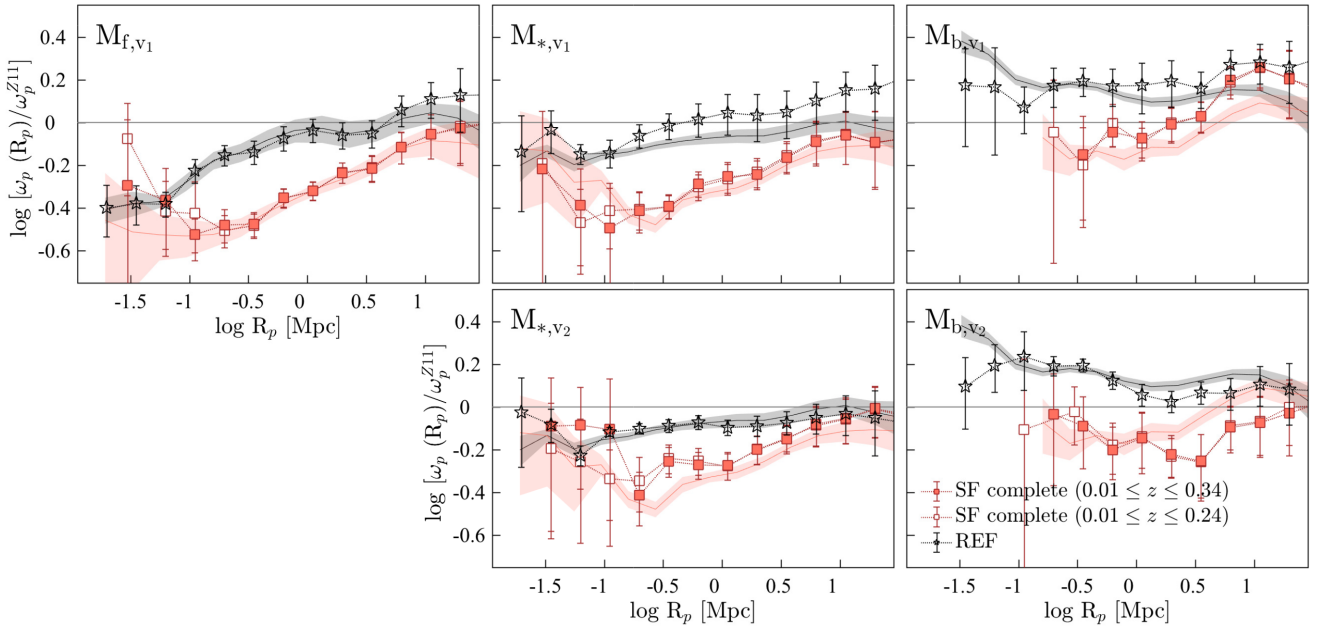 M_{f,v_1}
M_{*,v_1}
M_{b,v_1}
log [ω_p (R_p)/ω_p^{Z11}]
0.4
0.2
0
-0.2
-0.4
-0.6
-1.5 -1 -0.5 0 0.5 1
log R_p [Mpc]
M_{*,v_2}
M_{b,v_2}
log [ω_p (R_p)/ω_p^{Z11}]
0.4
0.2
0
-0.2
-0.4
-0.6
SF complete (0.01 ≤ z ≤ 0.34)
SF complete (0.01 ≤ z ≤ 0.24)
REF
-1.5 -1 -0.5 0 0.5 1
log R_p [Mpc]
-1.5 -1 -0.5 0 0.5 1
log R_p [Mpc]